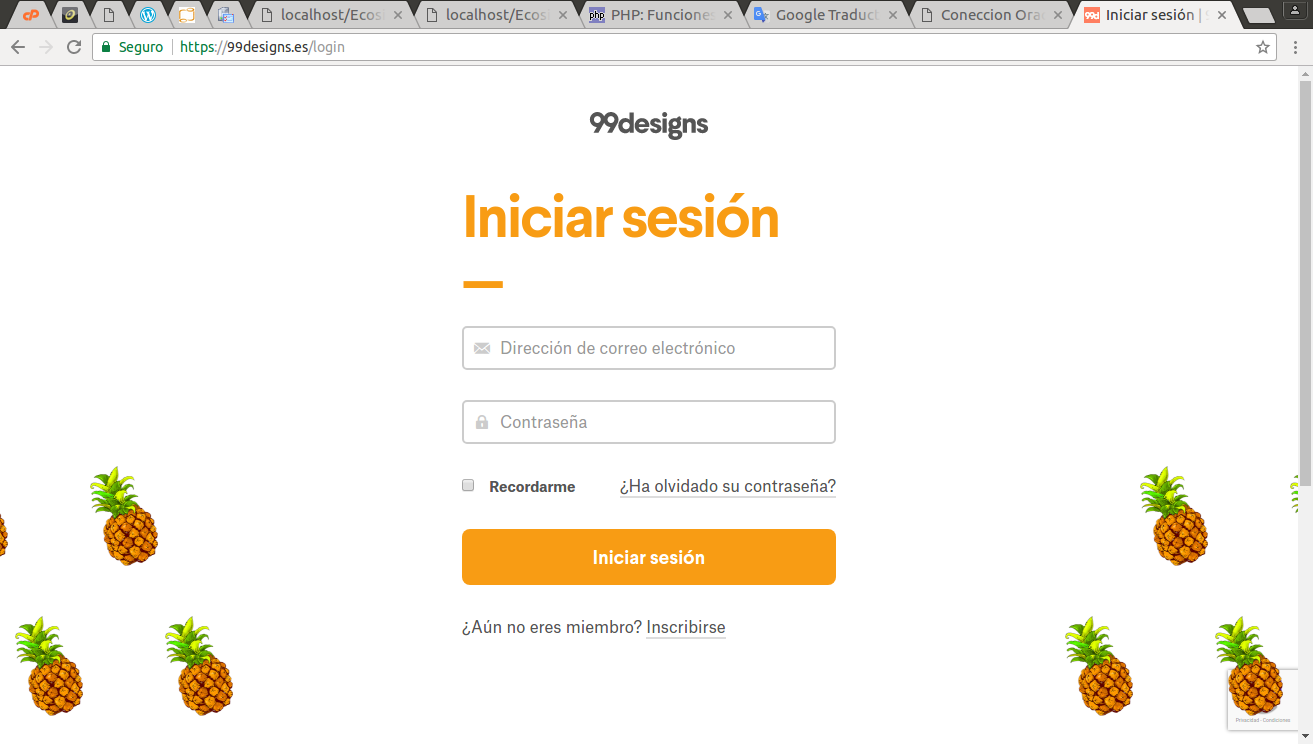 localhost/Ecos
localhost/Ecos
php PHP: Funciones
Google Traduct
Coneccion Ora
99d Iniciar sesión |
Seguro
https://99designs.es/login
99designs
Iniciar sesión
Dirección de correo electrónico
Contraseña
Recordarme
¿Ha olvidado su contraseña?
Iniciar sesión
¿Aún no eres miembro? Inscribirse
Privacidad - Condiciones